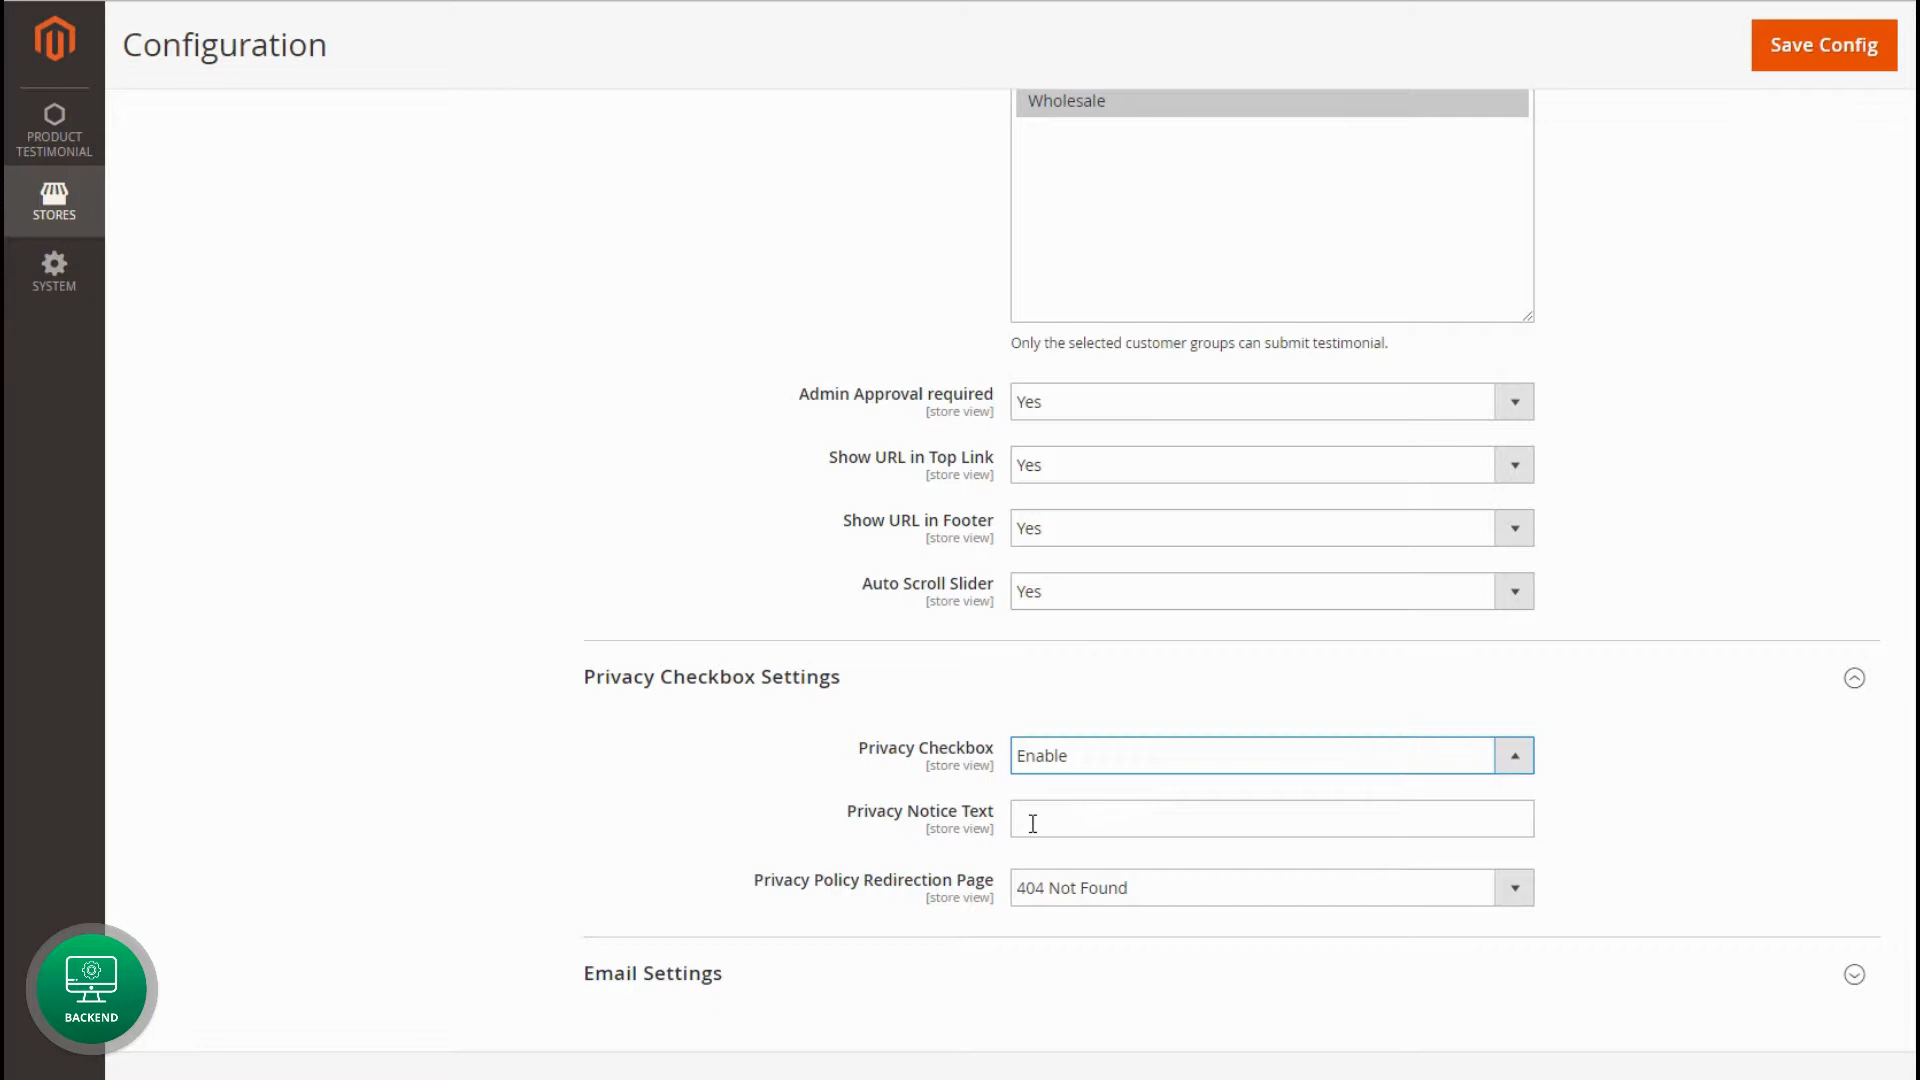 Configuration
Save Config
PRODUCT
TESTIMONIAL
STORES
SYSTEM
Wholesale
Only the selected customer groups can submit testimonial.
Admin Approval required
[store view]
Yes
Show URL in Top Link
[store view]
Yes
Show URL in Footer
[store view]
Yes
Auto Scroll Slider
[store view]
Yes
Privacy Checkbox Settings
Privacy Checkbox
[store view]
Enable
Privacy Notice Text
[store view]
Privacy Policy Redirection Page
[store view]
404 Not Found
Email Settings
BACKEND